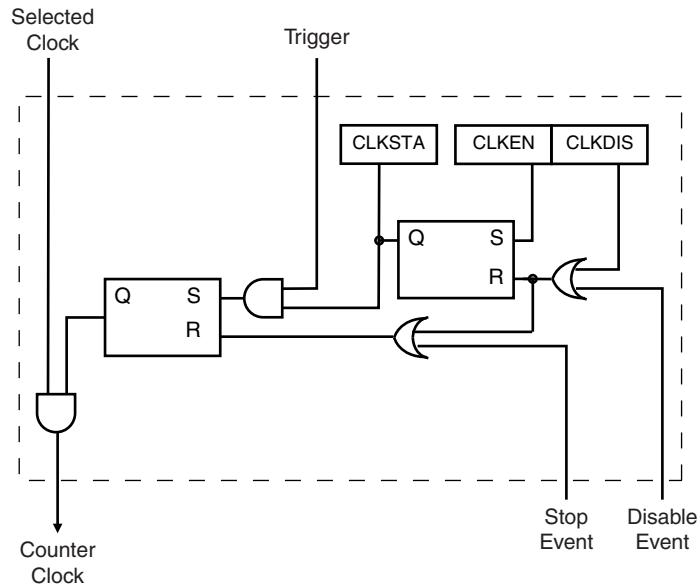 Selected
Clock
Trigger
CLKSTA
CLKEN
CLKDIS
Q
S
R
Q
S
R
Stop
Event
Disable
Event
Counter
Clock